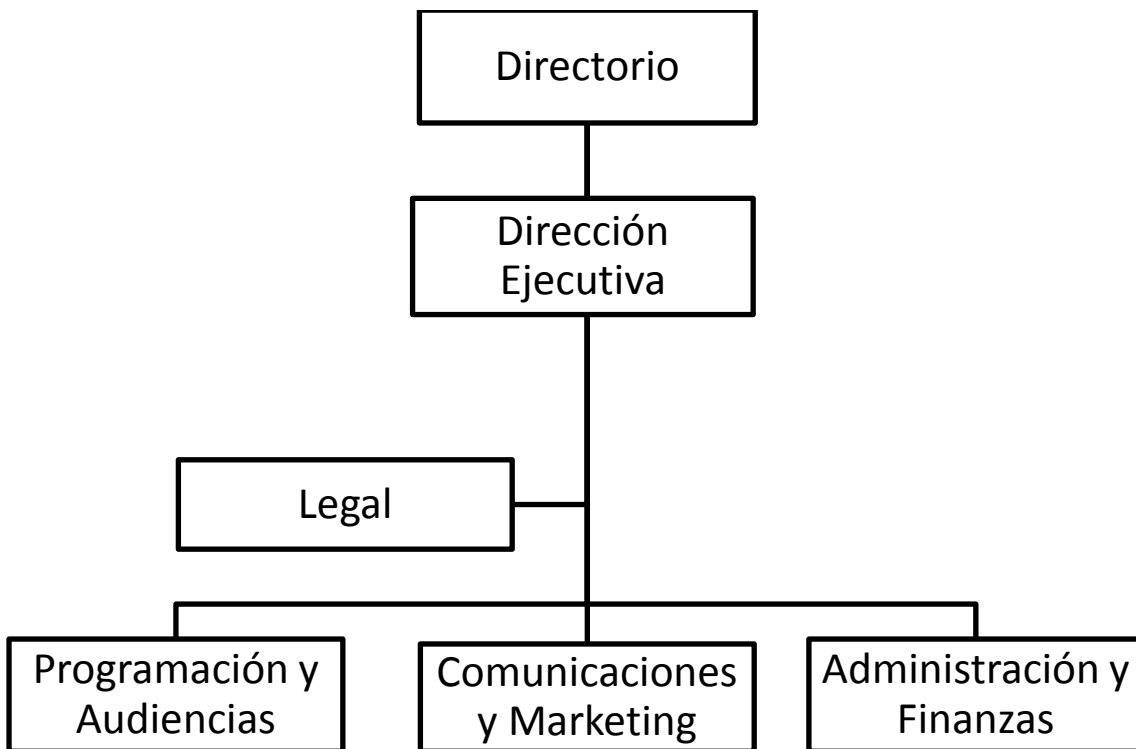 Directorio
Dirección
Ejecutiva
Legal
Programación y
Audiencias
Comunicaciones
y Marketing
Administración y
Finanzas